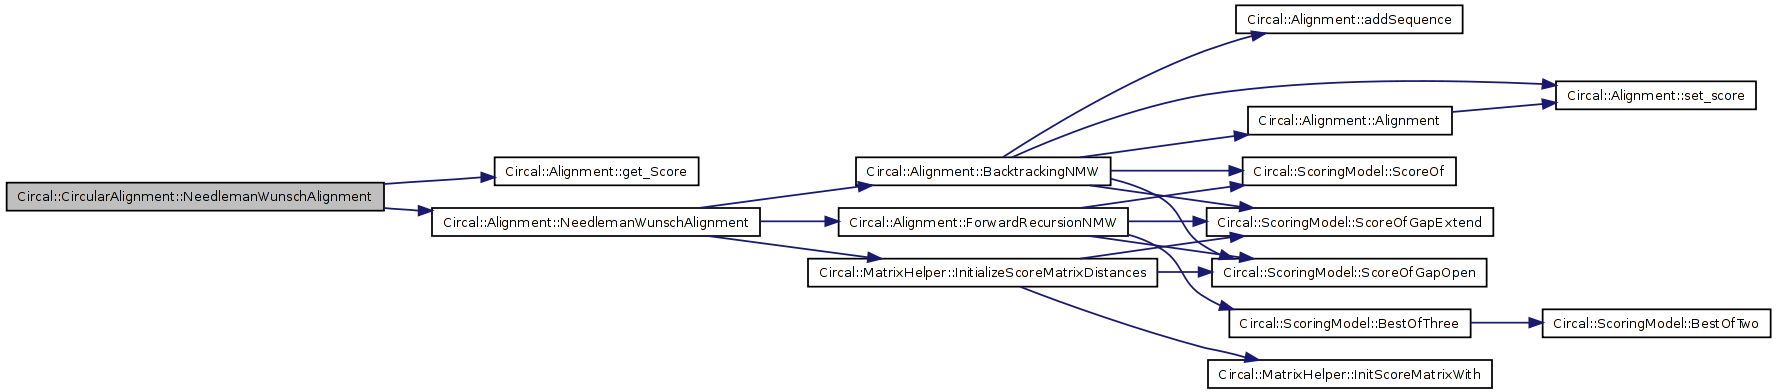 Circal::CircularAlignment::NeedlemanWunschAlignment
Circal::Alignment::get_Score
Circal::Alignment::NeedlemanWunschAlignment
Circal::Alignment::BacktrackingNMW
Circal::Alignment::ForwardRecursionNMW
Circal::MatrixHelper::InitializeScoreMatrixDistances
Circal::Alignment::addSequence
Circal::Alignment::Alignment
Circal::ScoringModel::ScoreOf
Circal::ScoringModel::ScoreOfGapExtend
Circal::ScoringModel::ScoreOfGapOpen
Circal::ScoringModel::BestOfThree
Circal::MatrixHelper::InitScoreMatrixWith
Circal::Alignment::set_score
Circal::ScoringModel::BestOfTwo